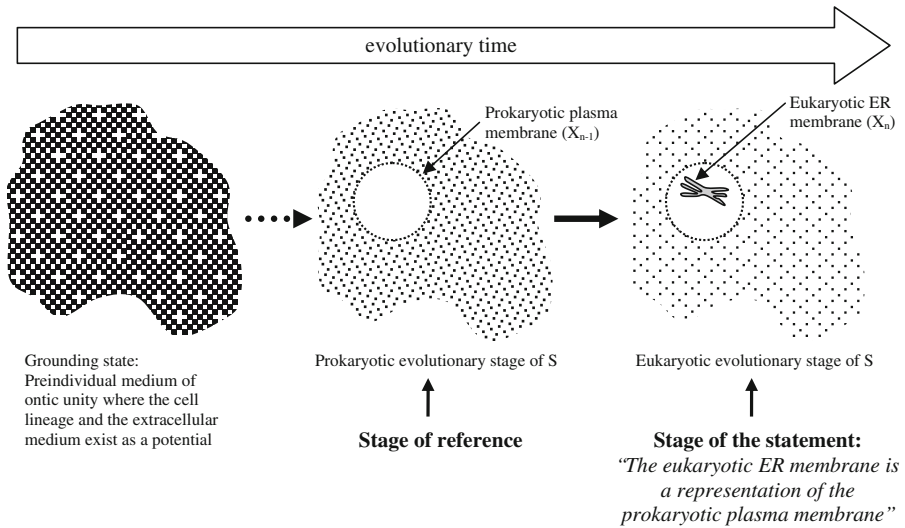 evolutionary time
Prokaryotic plasma
membrane (Xn-1)
Eukaryotic ER
membrane (Xn)
Grounding state:
Preindividual medium of
ontic unity where the cell
lineage and the extracellular
medium exist as a potential
Prokaryotic evolutionary stage of S
Stage of reference
Eukaryotic evolutionary stage of S
Stage of the statement:
“The eukaryotic ER membrane is
a representation of the
prokaryotic plasma membrane”